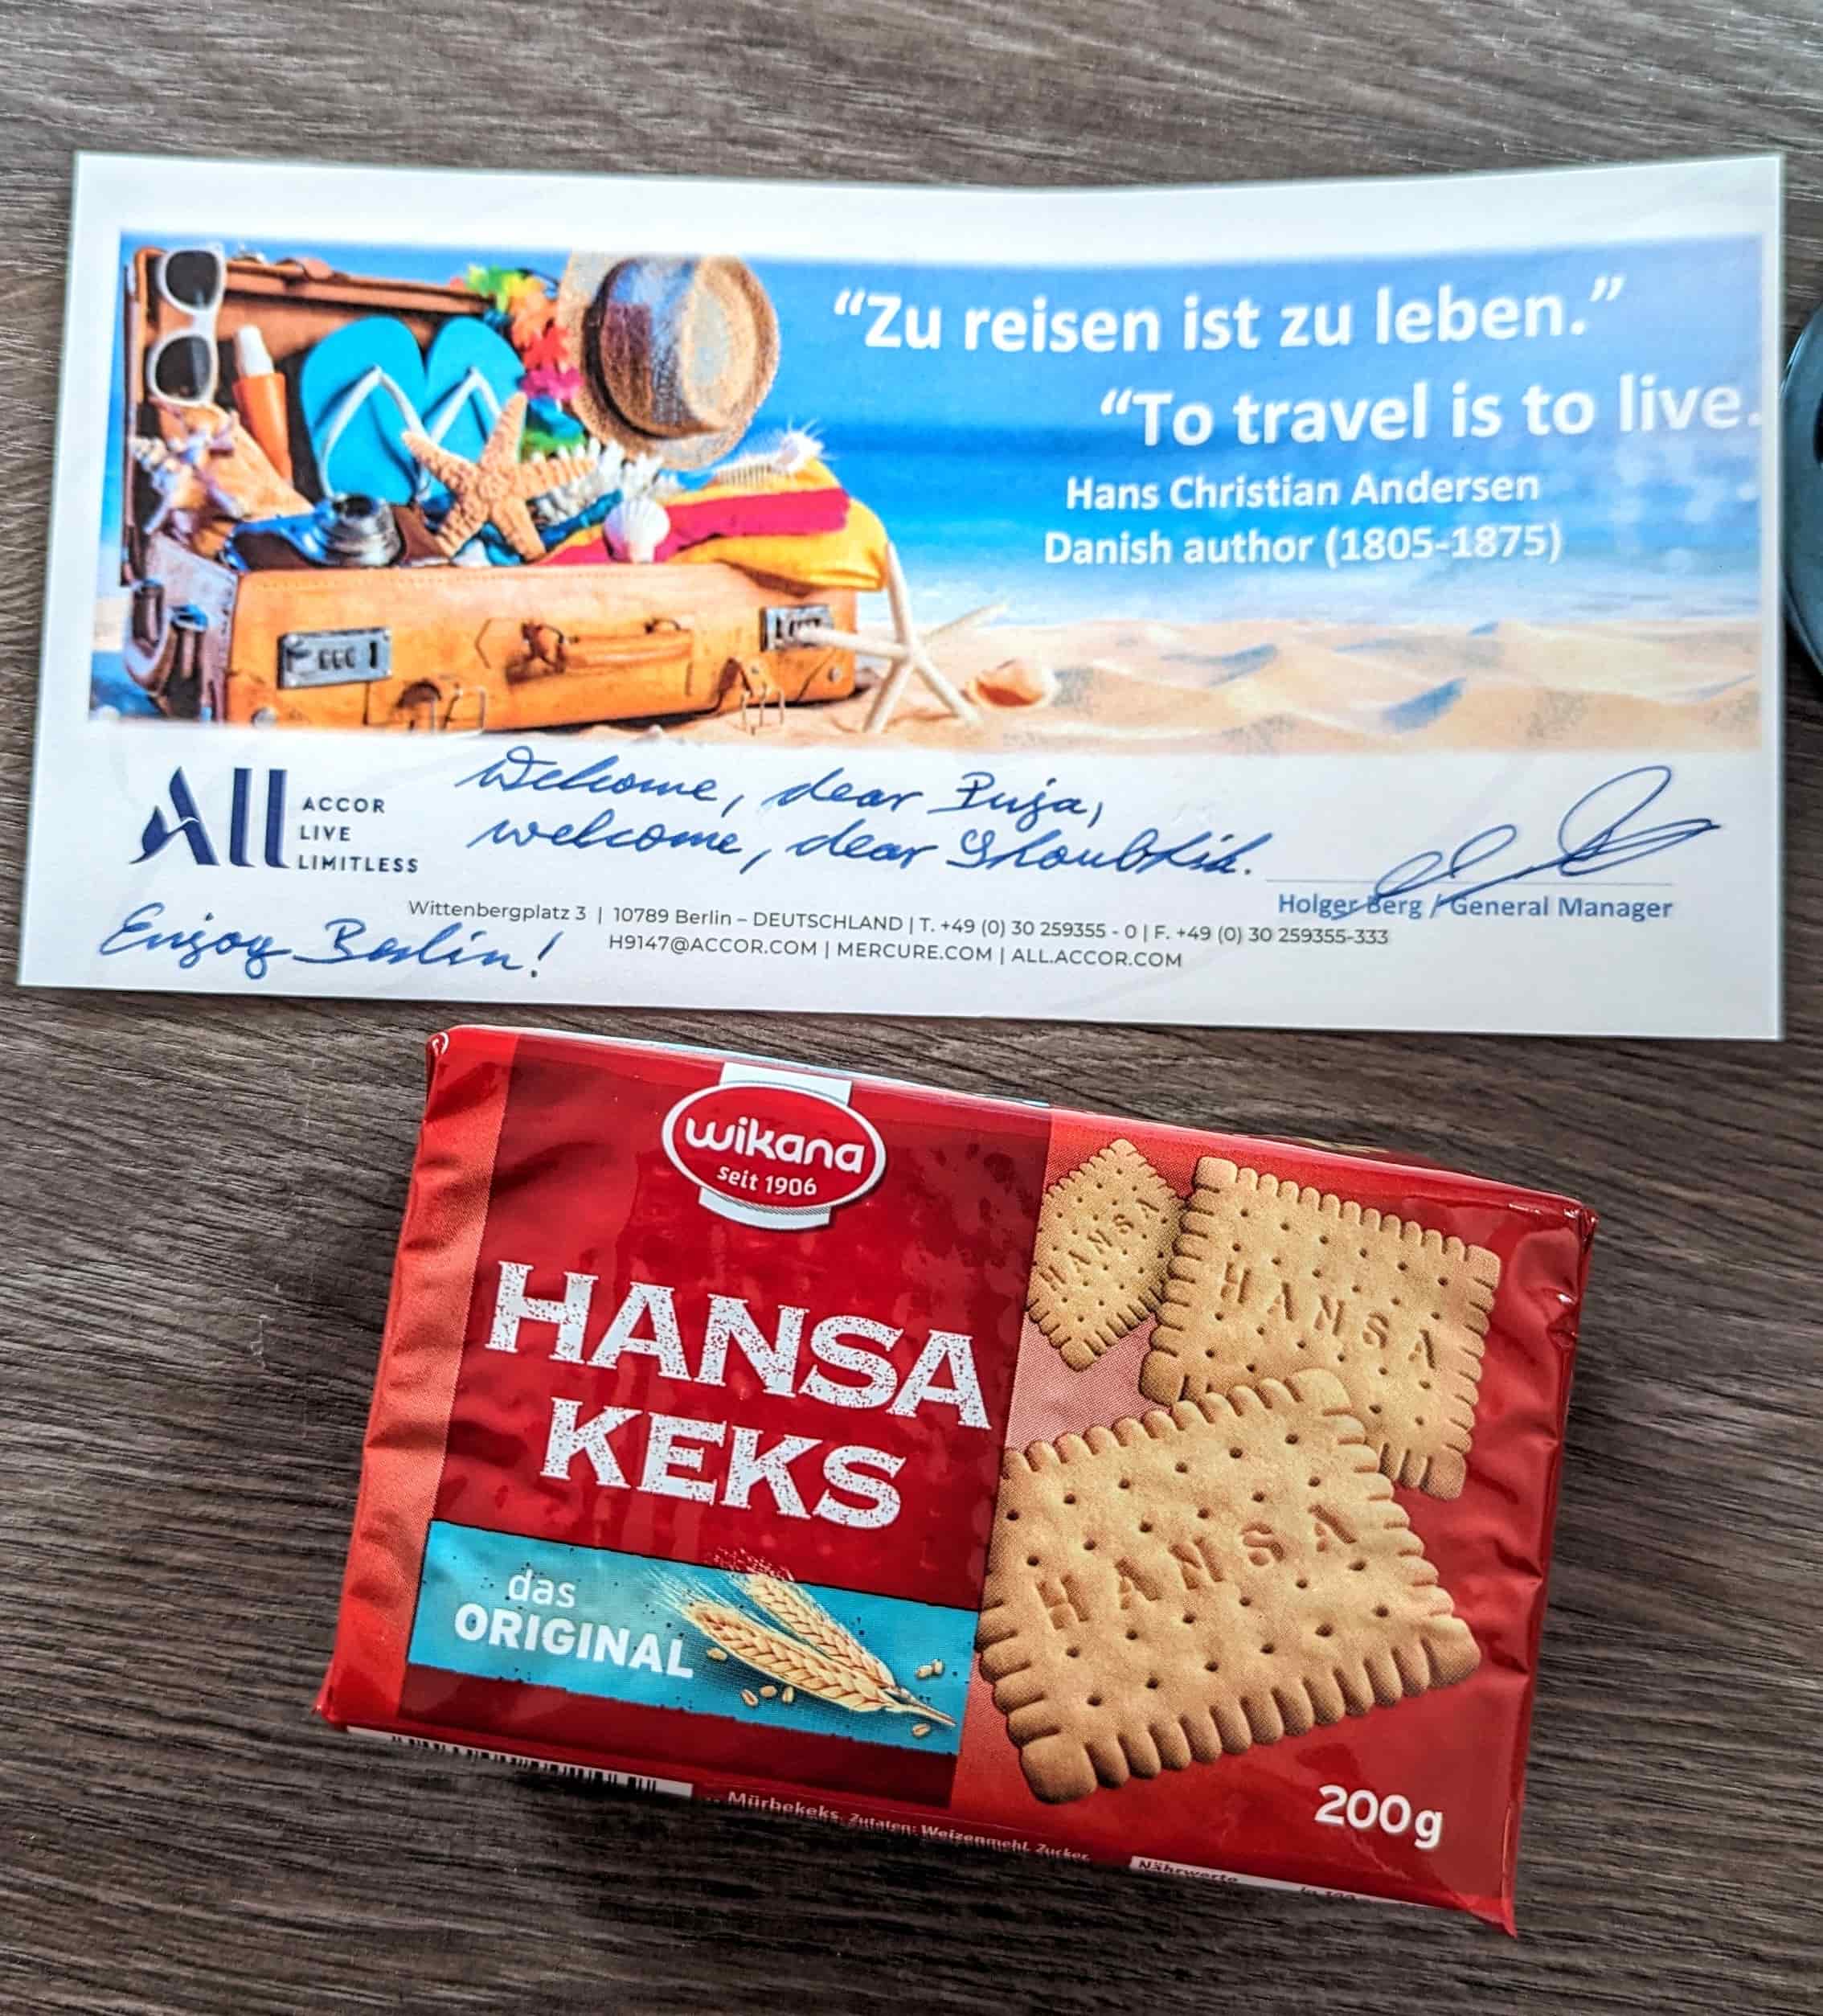 “Zu reisen ist zu leben.”
“To travel is to live.
Hans Christian Andersen
Danish author (1805-1875)
All
ACCOR
LIVE
LIMITLESS
Welcome, dear Puja,
welcome, dear Shoubhik.
Holger Berg / General Manager
Wittenbergplatz 3 | 10789 Berlin – DEUTSCHLAND | T. +49 (0) 30 259355 - 0 | F. +49 (0) 30 259355-333
H9147@ACCOR.COM | MERCURE.COM | ALL.ACCOR.COM
Enjoy Berlin!
wikana
seit 1906
HANSA
KEKS
das
ORIGINAL
HANSA
HANSA
HANSA
200g
Mürbekeks. Zutaten: Weizenmehl, Zucker,
Nährwerte